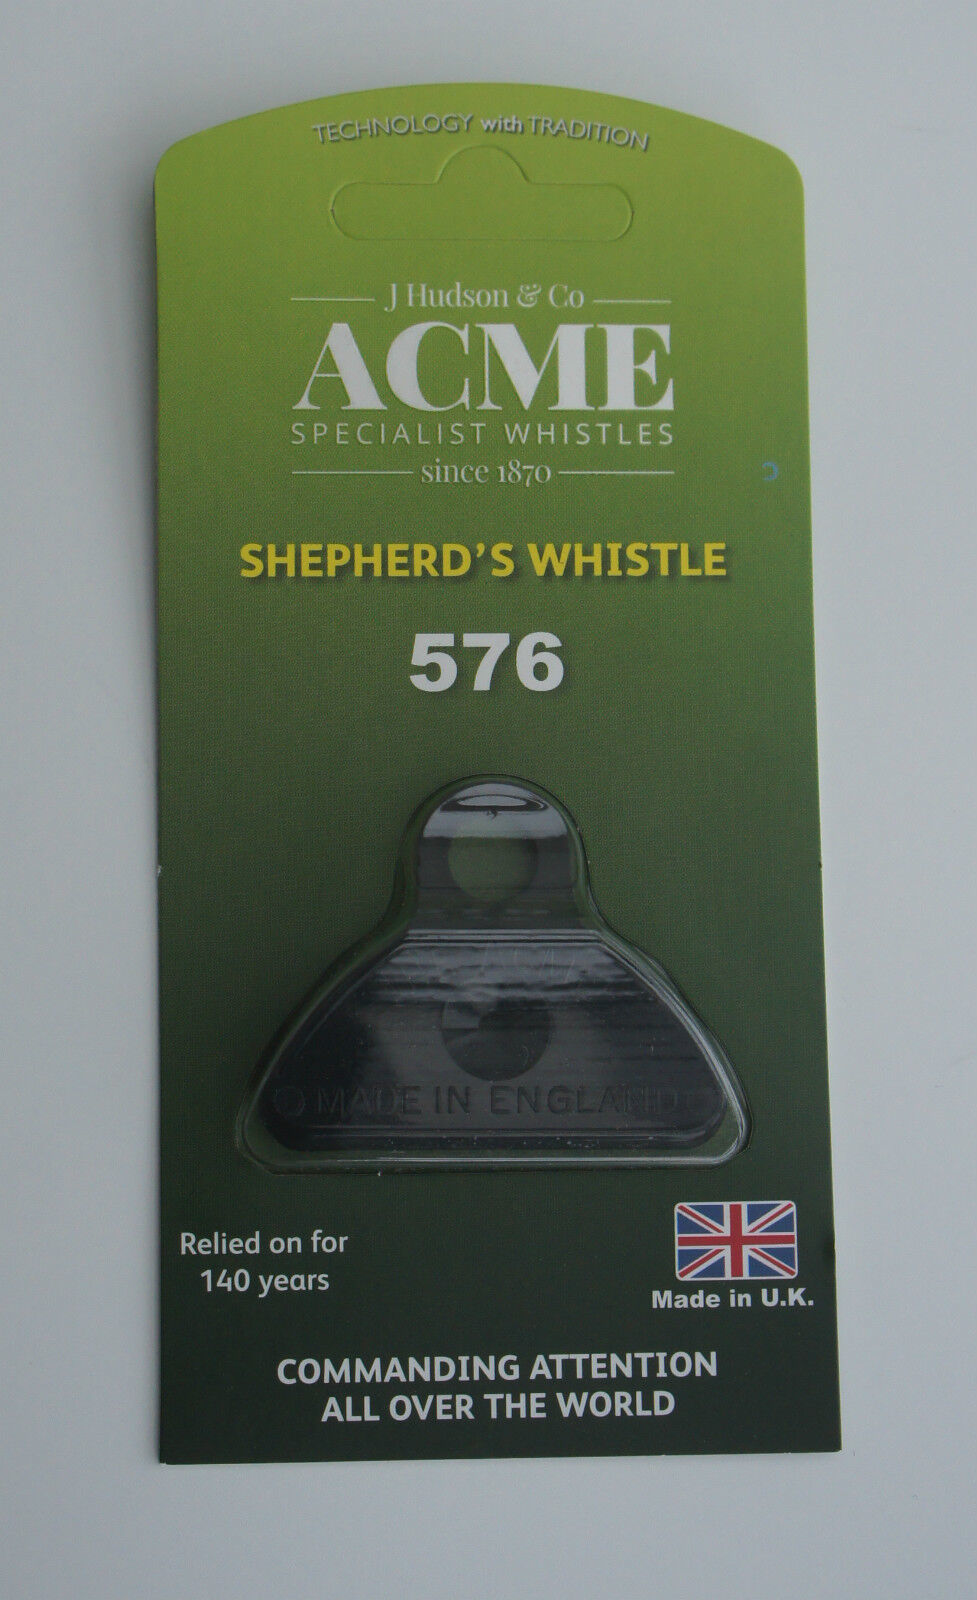 TECHNOLOGY with TRADITION
J Hudson & Co
ACME
SPECIALIST WHISTLES
since 1870
SHEPHERD'S WHISTLE
576
MADE IN ENGLAND
Relied on for
140 years
Made in U.K.
COMMANDING ATTENTION
ALL OVER THE WORLD